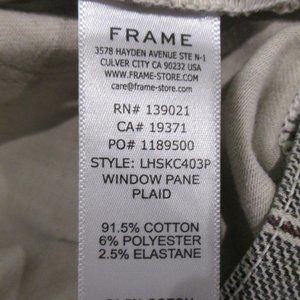 FRAME
3578 HAYDEN AVENUE STE N-1
CULVER CITY CA 90232 USA
WWW.FRAME-STORE.COM
care@frame-store.com
RN# 139021
CA# 19371
PO# 1189500
STYLE: LHSKC403P
WINDOW PANE
PLAID
91.5% COTTON
6% POLYESTER
2.5% ELASTANE